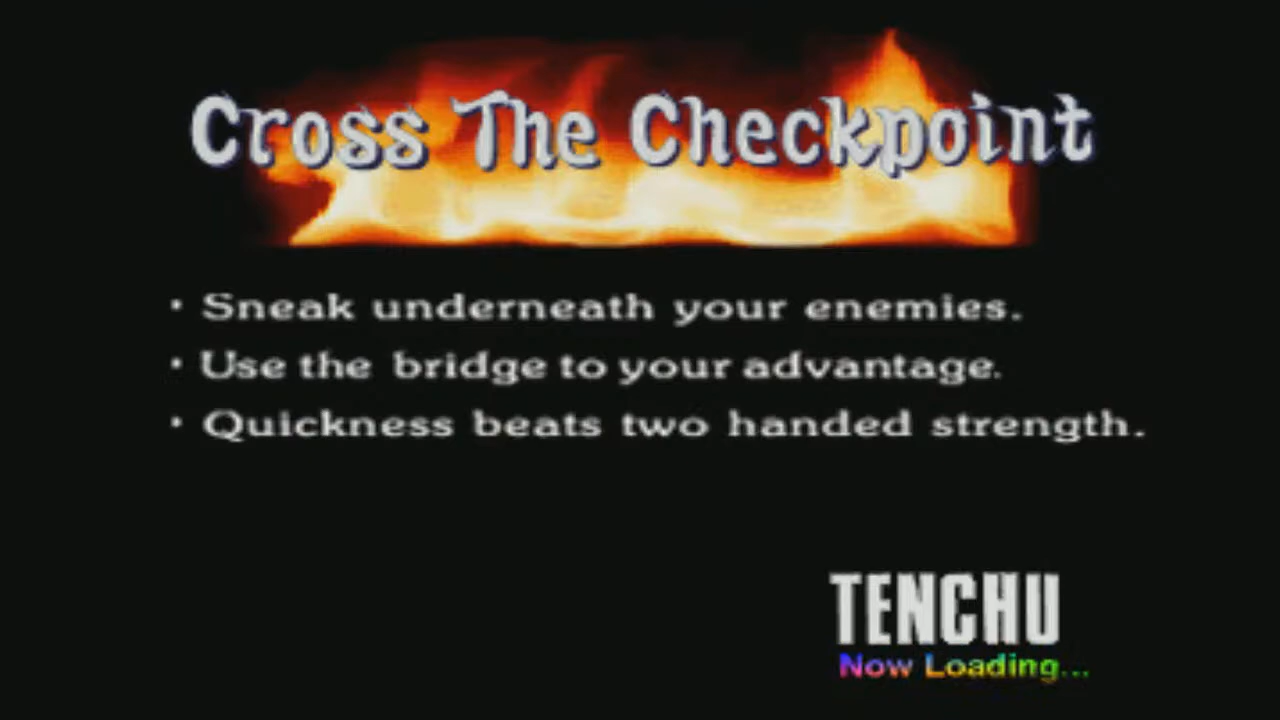 Cross The Checkpoint
· Sneak underneath your enemies.
· Use the bridge to your advantage.
· Quickness beats two handed strength.
TENCHU
Now Loading...